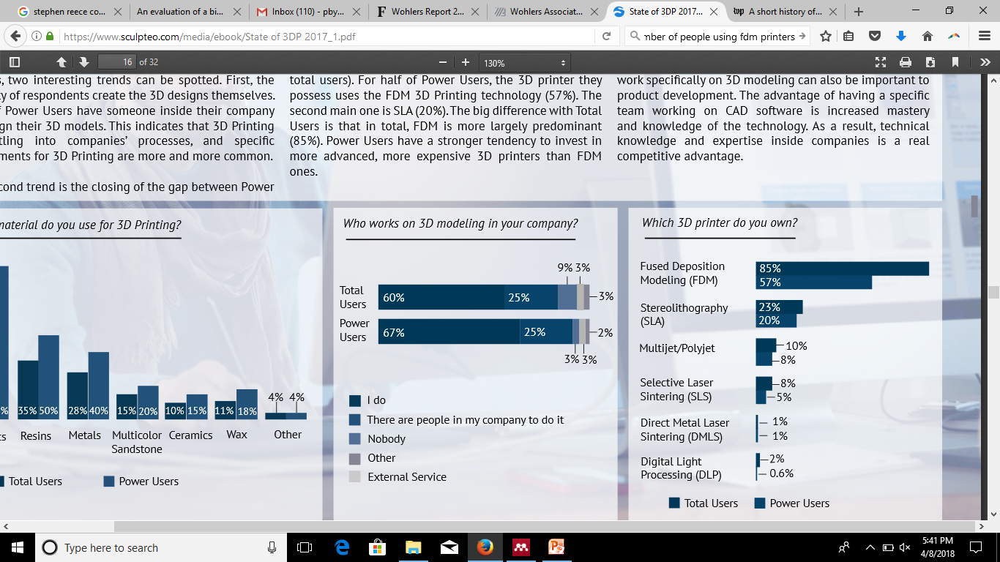 stephen reece co...
An evaluation of a bi...
Inbox (110) - pby...
Wohlers Report 2...
Wohlers Associat...
State of 3DP 2017...
A short history of...
https://www.sculpteo.com/media/ebook/State of 3DP 2017_1.pdf
nber of people using fdm printers
16 of 32
130%
s, two interesting trends can be spotted. First, the
ty of respondents create the 3D designs themselves.
f Power Users have someone inside their company
gn their 3D models. This indicates that 3D Printing
tling into companies’ processes, and specific
ments for 3D Printing are more and more common.
cond trend is the closing of the gap between Power
total users). For half of Power Users, the 3D printer they
possess uses the FDM 3D Printing technology (57%). The
second main one is SLA (20%). The big difference with Total
Users is that in total, FDM is more largely predominant
(85%). Power Users have a stronger tendency to invest in
more advanced, more expensive 3D printers than FDM
ones.
work specifically on 3D modeling can also be important to
product development. The advantage of having a specific
team working on CAD software is increased mastery
and knowledge of the technology. As a result, technical
knowledge and expertise inside companies is a real
competitive advantage.
material do you use for 3D Printing?
% 35% 50% 28% 40% 15% 20% 10% 15% 11% 18% 4% 4%
cs Resins Metals Multicolor Ceramics Wax Other
Sandstone
Total Users Power Users
Who works on 3D modeling in your company?
9% 3%
Total
Users
60% 25% 3%
Power
Users
67% 25% 2%
3% 3%
I do
There are people in my company to do it
Nobody
Other
External Service
Which 3D printer do you own?
Fused Deposition
Modeling (FDM)
85%
57%
Stereolithography
(SLA)
23%
20%
Multijet/Polyjet
10%
8%
Selective Laser
Sintering (SLS)
8%
5%
Direct Metal Laser
Sintering (DMLS)
1%
1%
Digital Light
Processing (DLP)
2%
0.6%
Total Users Power Users
Type here to search
5:41 PM
4/8/2018